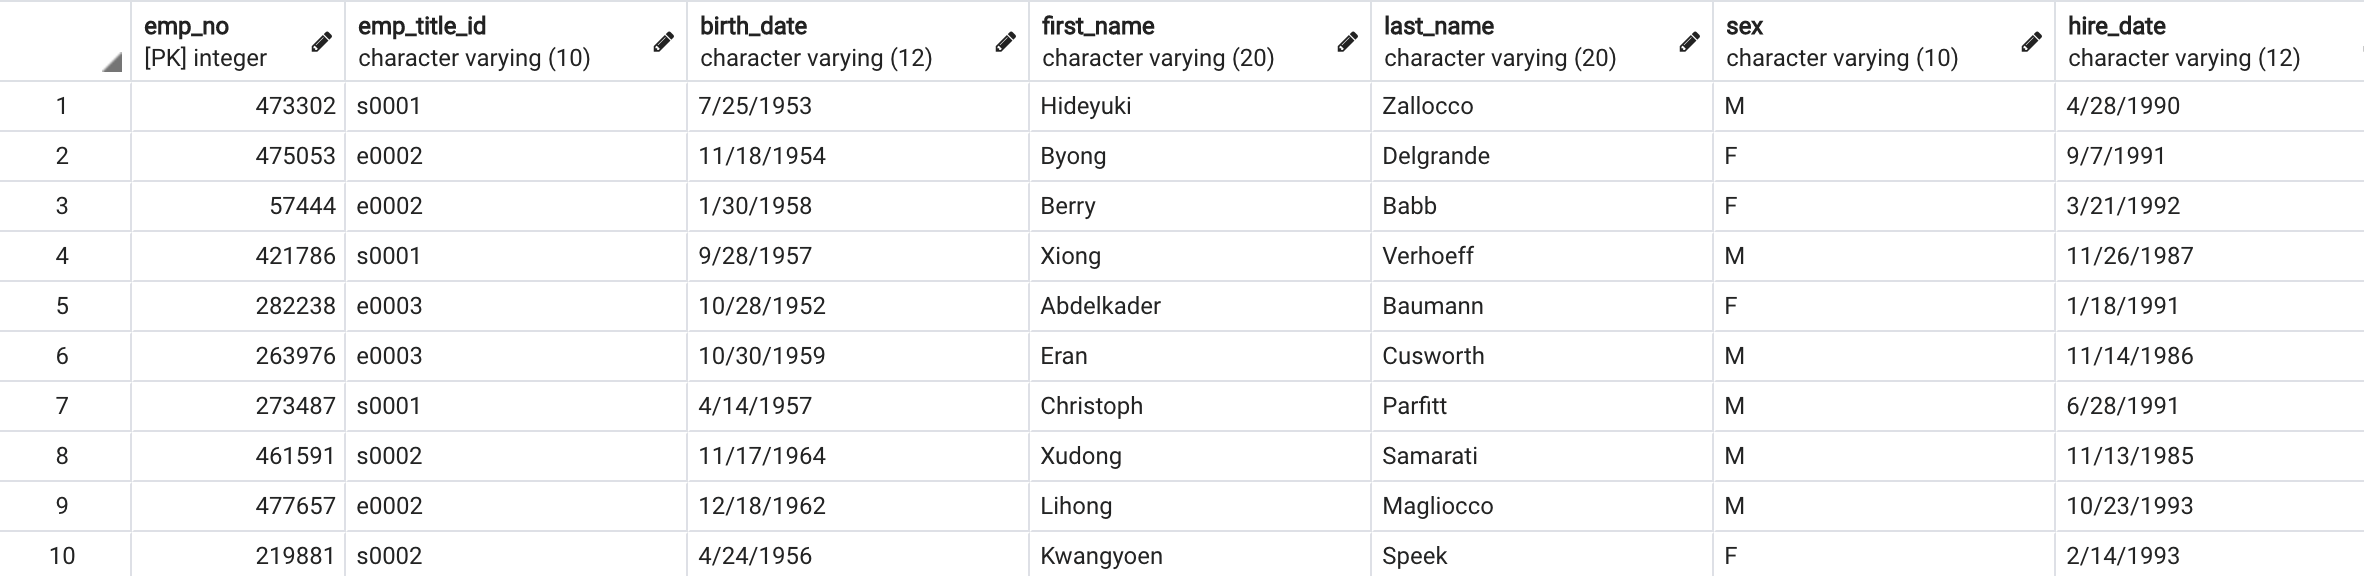 emp_no emp_title_id birth_date first_name last_name sex hire_date
[PK] integer character varying (10) character varying (12) character varying (20) character varying (20) character varying (10) character varying (12)
1 473302 s0001 7/25/1953 Hideyuki Zallocco M 4/28/1990
2 475053 e0002 11/18/1954 Byong Delgrande F 9/7/1991
3 57444 e0002 1/30/1958 Berry Babb F 3/21/1992
4 421786 s0001 9/28/1957 Xiong Verhoeff M 11/26/1987
5 282238 e0003 10/28/1952 Abdelkader Baumann F 1/18/1991
6 263976 e0003 10/30/1959 Eran Cusworth M 11/14/1986
7 273487 s0001 4/14/1957 Christoph Parfitt M 6/28/1991
8 461591 s0002 11/17/1964 Xudong Samarati M 11/13/1985
9 477657 e0002 12/18/1962 Lihong Magliocco M 10/23/1993
10 219881 s0002 4/24/1956 Kwangyoen Speek F 2/14/1993